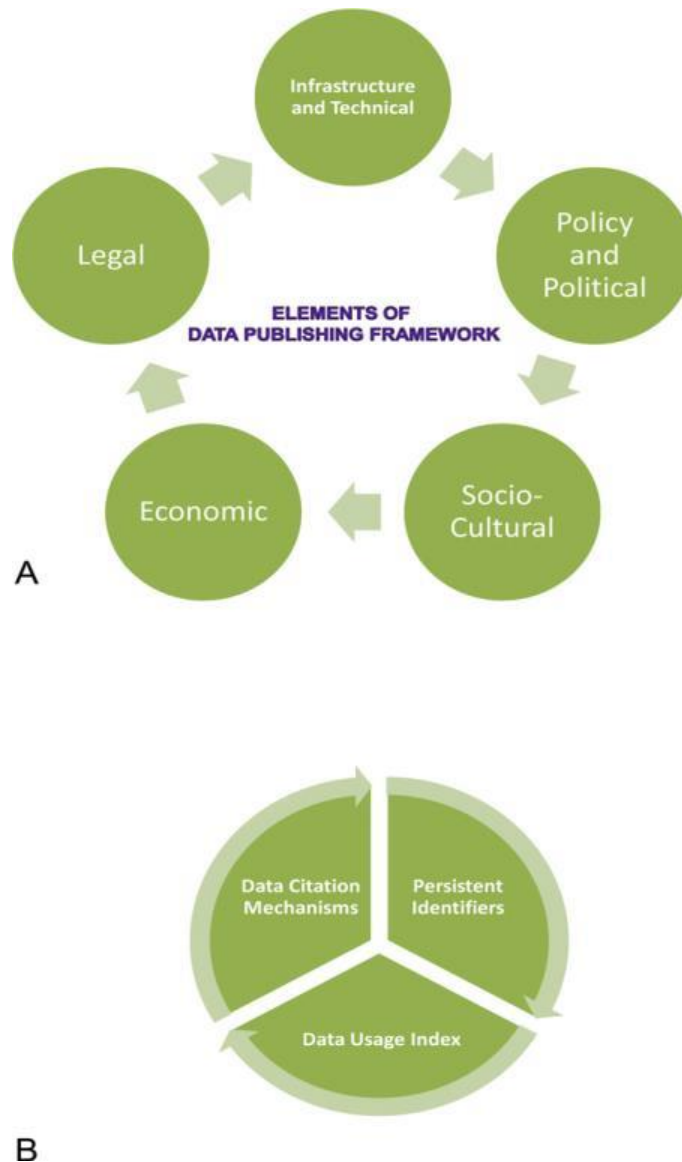 Infrastructure
and Technical
Legal
Policy
and
Political
ELEMENTS OF
DATA PUBLISHING FRAMEWORK
Economic
Socio-
Cultural
A
Data Citation
Mechanisms
Persistent
Identifiers
Data Usage Index
B